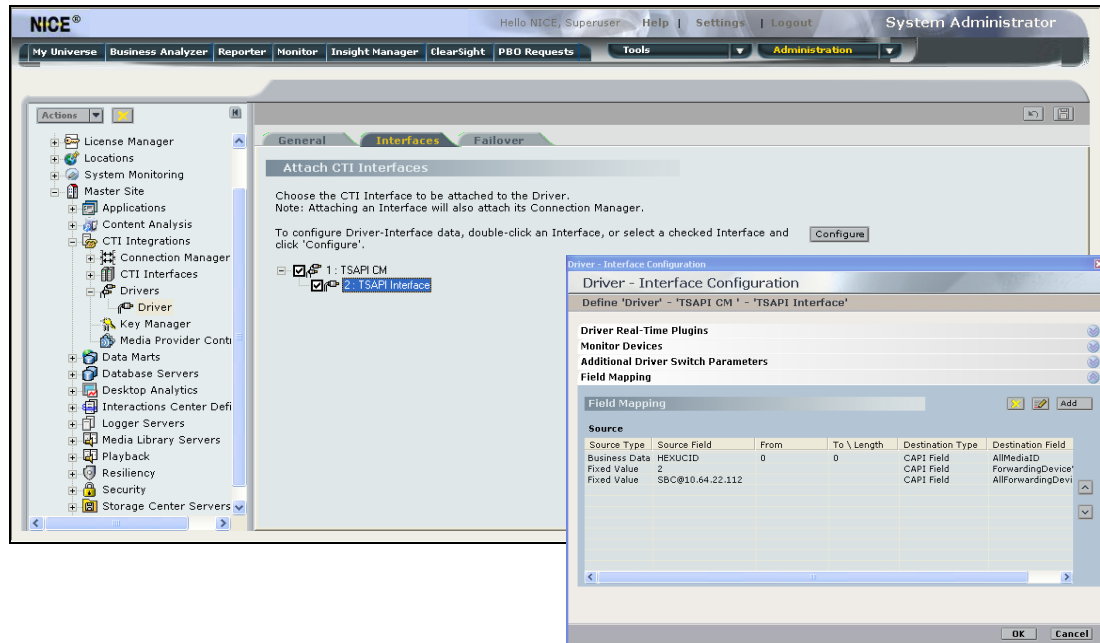 NICE®
Hello NICE, Superuser Help | Settings | Logout
System Administrator
My Universe Business Analyzer Reporter Monitor Insight Manager ClearSight PBO Requests Tools Administration
Actions
License Manager
Locations
System Monitoring
Master Site
Applications
Content Analysis
CTI Integrations
Connection Manager
CTI Interfaces
Drivers
Driver
Key Manager
Media Provider Conti
Data Marts
Database Servers
Desktop Analytics
Interactions Center Defi
Logger Servers
Media Library Servers
Playback
Resiliency
Security
Storage Center Servers
General Interfaces Failover
Attach CTI Interfaces
Choose the CTI Interface to be attached to the Driver.
Note: Attaching an Interface will also attach its Connection Manager.
To configure Driver-Interface data, double-click an Interface, or select a checked Interface and
click 'Configure'.
Configure
1 : TSAPI CM
2 : TSAPI Interface
Driver - Interface Configuration
Driver - Interface Configuration
Define 'Driver' - 'TSAPI CM ' - 'TSAPI Interface'
Driver Real-Time Plugins
Monitor Devices
Additional Driver Switch Parameters
Field Mapping
Field Mapping
Add
Source
Source Type Source Field From To \ Length Destination Type Destination Field
Business Data HEXUCID 0 0 CAPI Field AllMediaID
Fixed Value 2 CAPI Field ForwardingDevice'
Fixed Value SBC@10.64.22.112 CAPI Field AllForwardingDevi
OK Cancel